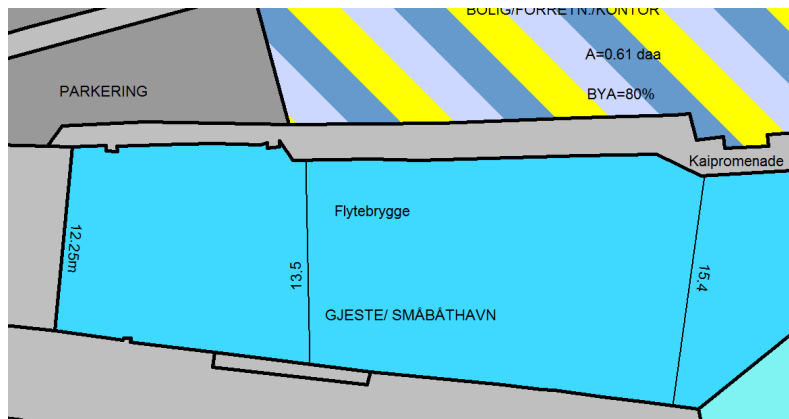 BOLIG/FORRETN./KONTOR
A=0.61 daa
PARKERING
BYA=80%
Kaipromenade
Flytebrygge
12.25m
13.5
15.4
GJESTE/ SMÅBÅTHAVN